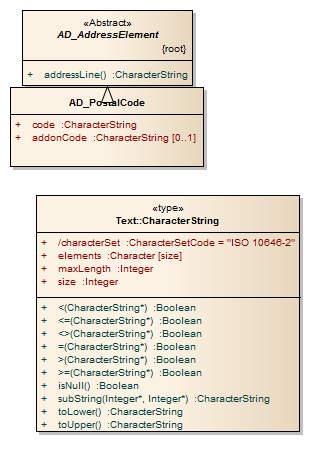 «Abstract»
AD_AddressElement
{root}
+ addressLine() :CharacterString
AD_PostalCode
+ code :CharacterString
+ addonCode :CharacterString [0..1]
«type»
Text::CharacterString
+ /characterSet :CharacterSetCode = "ISO 10646-2"
+ elements :Character [size]
+ maxLength :Integer
+ size :Integer
+ <(CharacterString*) :Boolean
+ <=(CharacterString*) :Boolean
+ <>(CharacterString*) :Boolean
+ =(CharacterString*) :Boolean
+ >(CharacterString*) :Boolean
+ >=(CharacterString*) :Boolean
+ isNull() :Boolean
+ subString(Integer*, Integer*) :CharacterString
+ toLower() :CharacterString
+ toUpper() :CharacterString